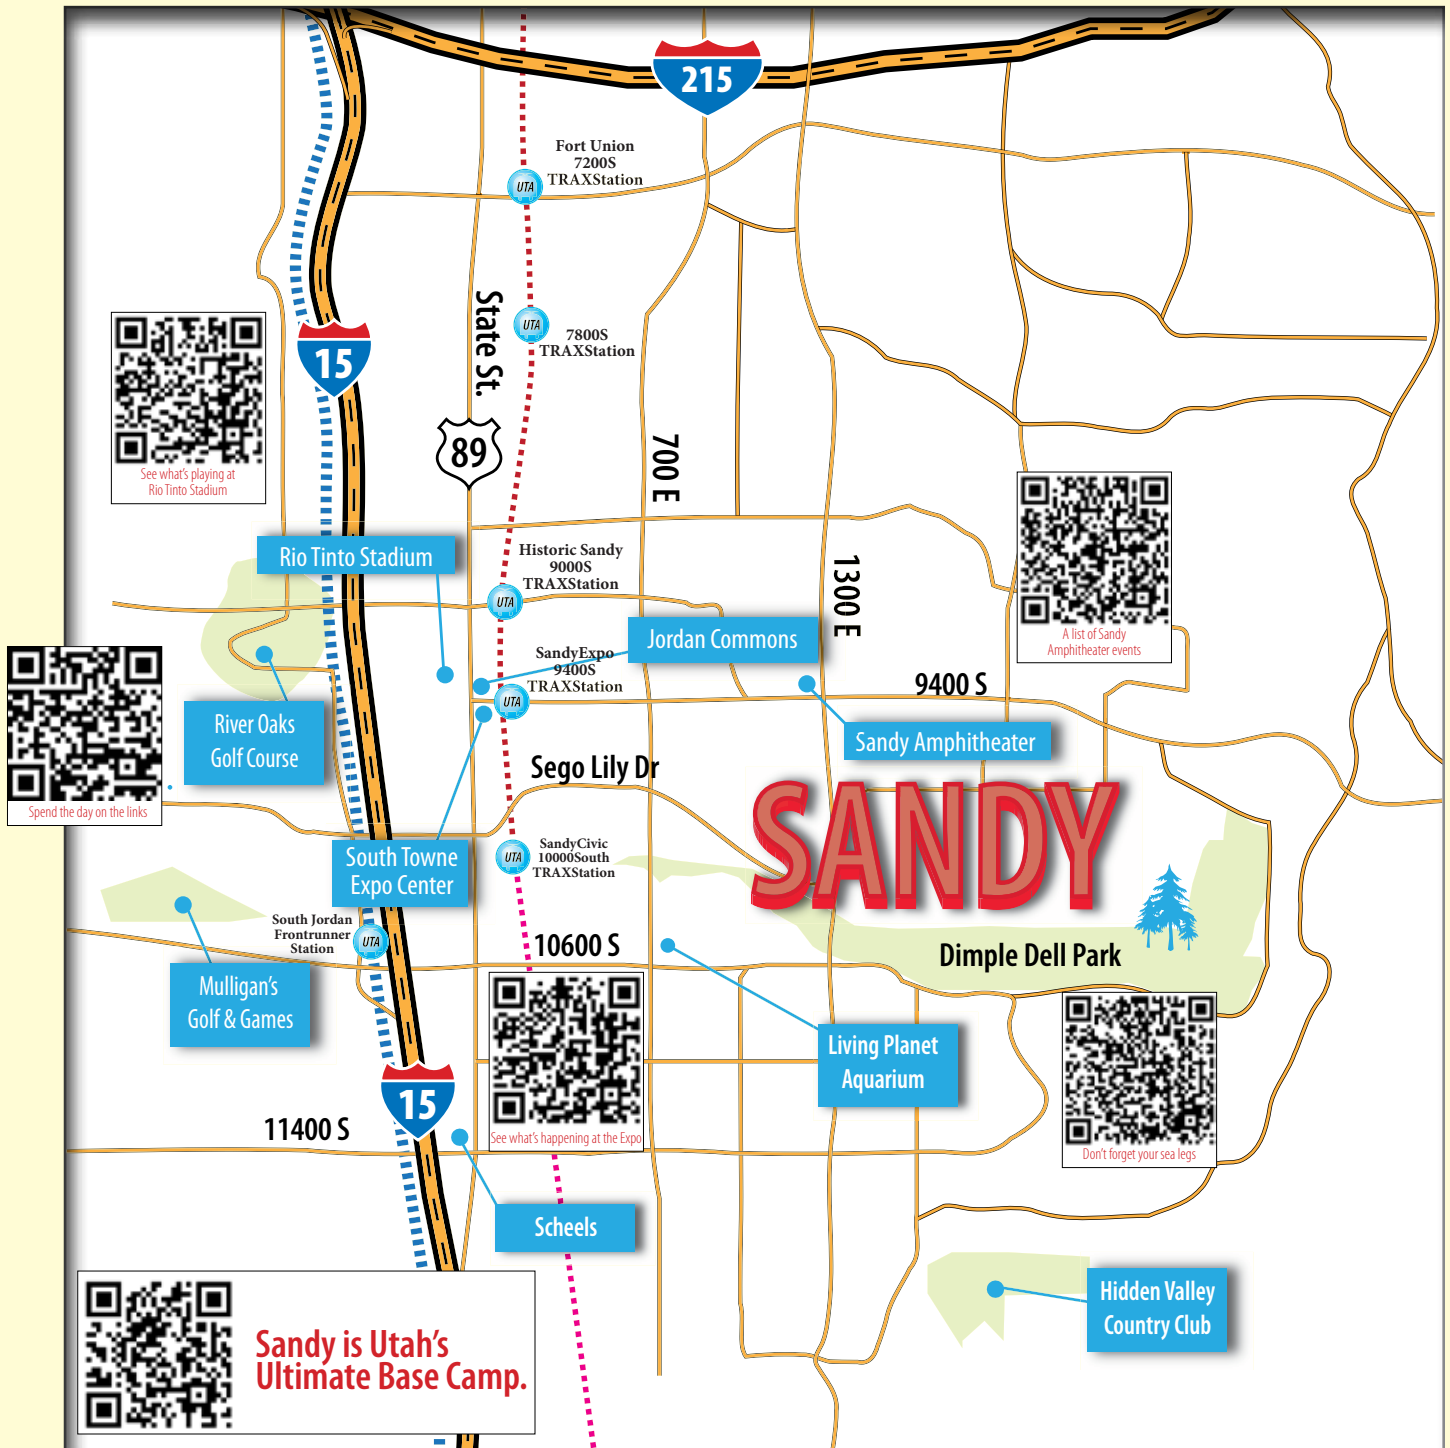 215
Fort Union
7200S
TRAXStation
UTA
State St.
UTA
7800S
TRAXStation
15
See what's playing at
Rio Tinto Stadium
89
700 E
Rio Tinto Stadium
Historic Sandy
9000S
TRAXStation
UTA
1300 E
A list of Sandy
Amphitheater events
Jordan Commons
SandyExpo
9400S
TRAXStation
UTA
9400 S
River Oaks
Golf Course
Sandy Amphitheater
Spend the day on the links
Sego Lily Dr
SANDY
South Towne
Expo Center
UTA
SandyCivic
10000South
TRAXStation
South Jordan
Frontrunner
Station
UTA
10600 S
Dimple Dell Park
Mulligan's
Golf & Games
Living Planet
Aquarium
15
11400 S
See what's happening at the Expo
Don't forget your sea legs
Scheels
Hidden Valley
Country Club
Sandy is Utah's
Ultimate Base Camp.